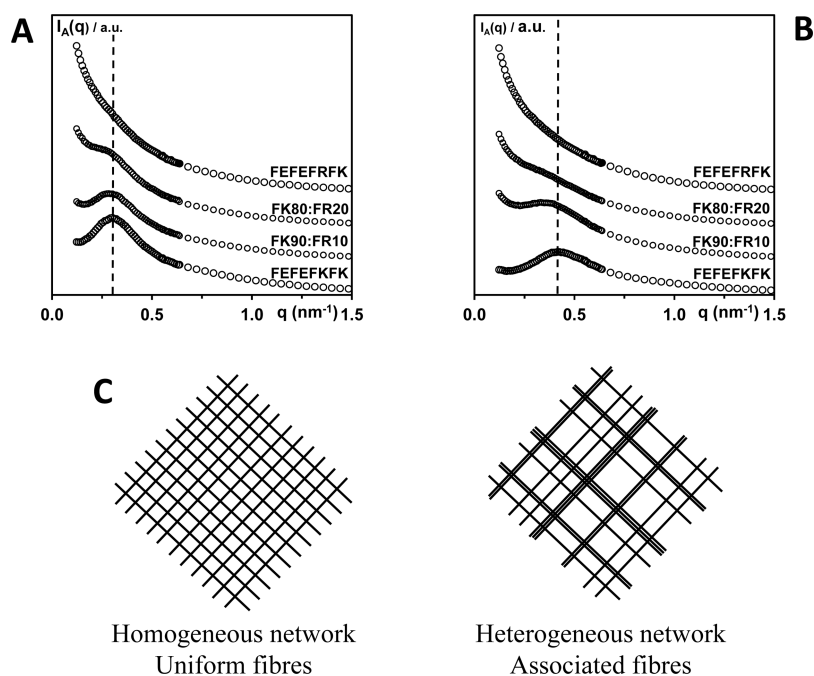 A
I_A(q) / a.u.
FEFEFRFK
FK80:FR20
FK90:FR10
FEFEFKFK
0.0 0.5 1.0 1.5
q (nm⁻¹)
B
I_A(q) / a.u.
FEFEFRFK
FK80:FR20
FK90:FR10
FEFEFKFK
0.0 0.5 1.0 1.5
q (nm⁻¹)
C
Homogeneous network
Uniform fibres
Heterogeneous network
Associated fibres